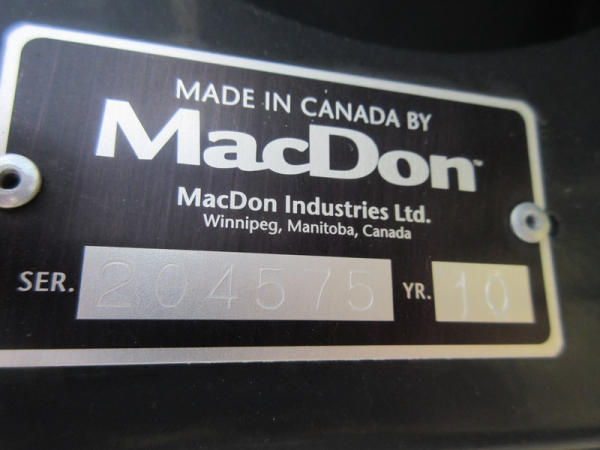 MADE IN CANADA BY
MacDon™
MacDon Industries Ltd.
Winnipeg, Manitoba, Canada
SER. 204575 YR. 10